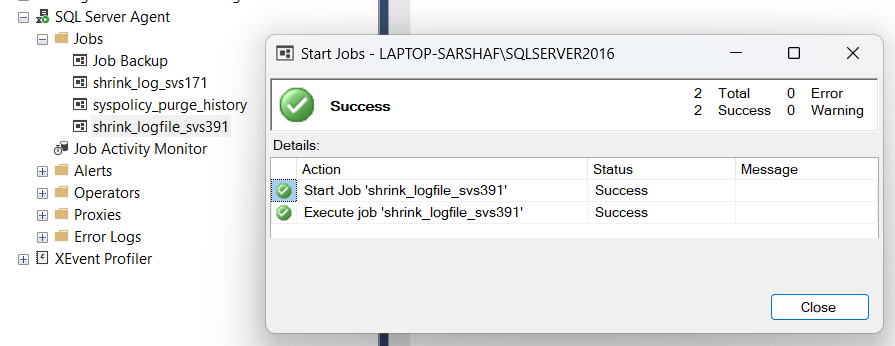 SQL Server Agent
Jobs
Job Backup
shrink_log_svs171
syspolicy_purge_history
shrink_logfile_svs391
Job Activity Monitor
Alerts
Operators
Proxies
Error Logs
XEvent Profiler
Start Jobs - LAPTOP-SARSHAF\SQLSERVER2016
Success
2 Total 0 Error
2 Success 0 Warning
Details:
Action Status Message
Start Job 'shrink_logfile_svs391' Success
Execute job 'shrink_logfile_svs391' Success
Close